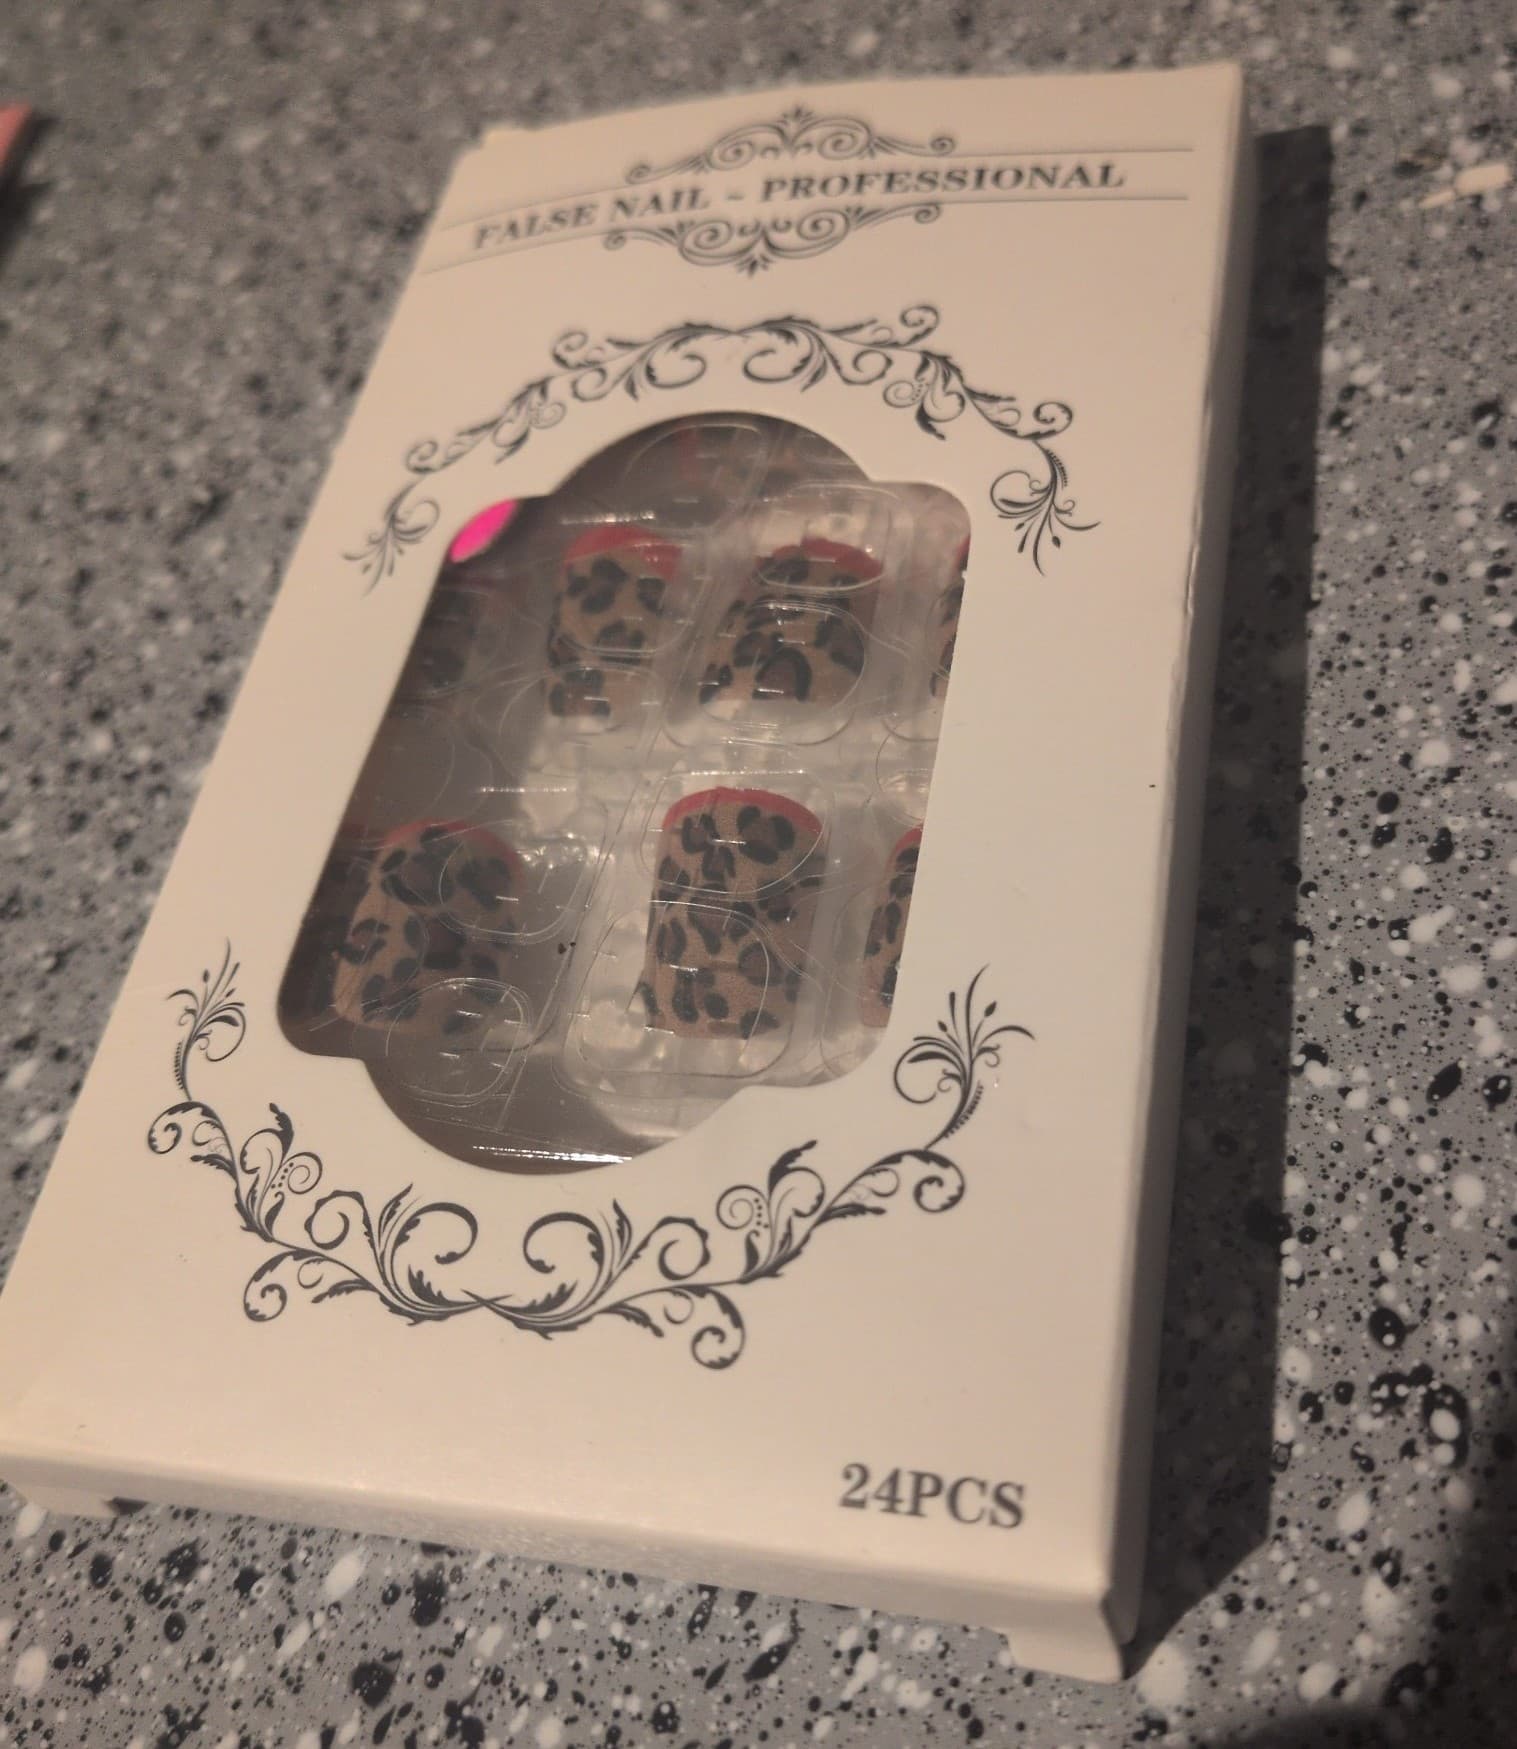 FALSE NAIL ~ PROFESSIONAL
24PCS